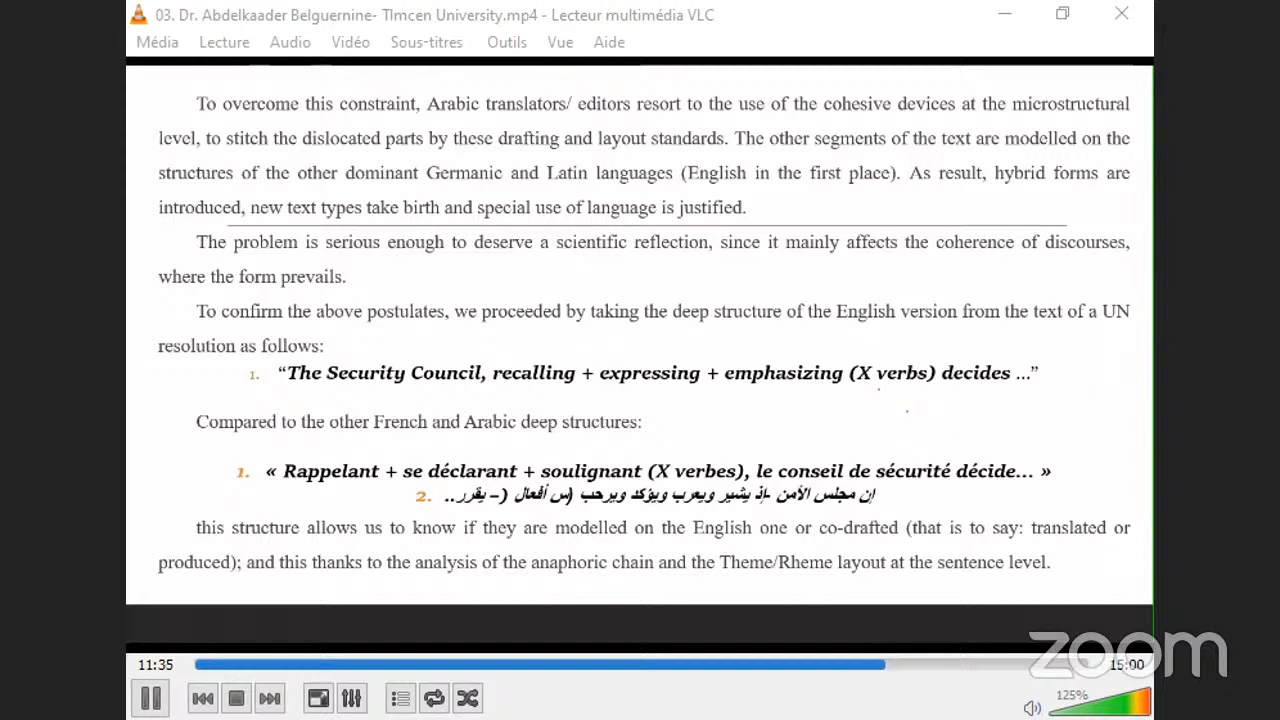 03. Dr. Abdelkaader Belguernine- Tlmcen University.mp4 - Lecteur multimédia VLC
Média Lecture Audio Vidéo Sous-titres Outils Vue Aide
To overcome this constraint, Arabic translators/ editors resort to the use of the cohesive devices at the microstructural
level, to stitch the dislocated parts by these drafting and layout standards. The other segments of the text are modelled on the
structures of the other dominant Germanic and Latin languages (English in the first place). As result, hybrid forms are
introduced, new text types take birth and special use of language is justified.
The problem is serious enough to deserve a scientific reflection, since it mainly affects the coherence of discourses,
where the form prevails.
To confirm the above postulates, we proceeded by taking the deep structure of the English version from the text of a UN
resolution as follows:
1. “The Security Council, recalling + expressing + emphasizing (X verbs) decides …”
Compared to the other French and Arabic deep structures:
1. « Rappelant + se déclarant + soulignant (X verbes), le conseil de sécurité décide… »
2. إن مجلس الأمن -إذ يشير ويعرب ويؤكد ويرحب (س أفعال )– يقرر..
this structure allows us to know if they are modelled on the English one or co-drafted (that is to say: translated or
produced); and this thanks to the analysis of the anaphoric chain and the Theme/Rheme layout at the sentence level.
zoom
11:35 15:00
125%